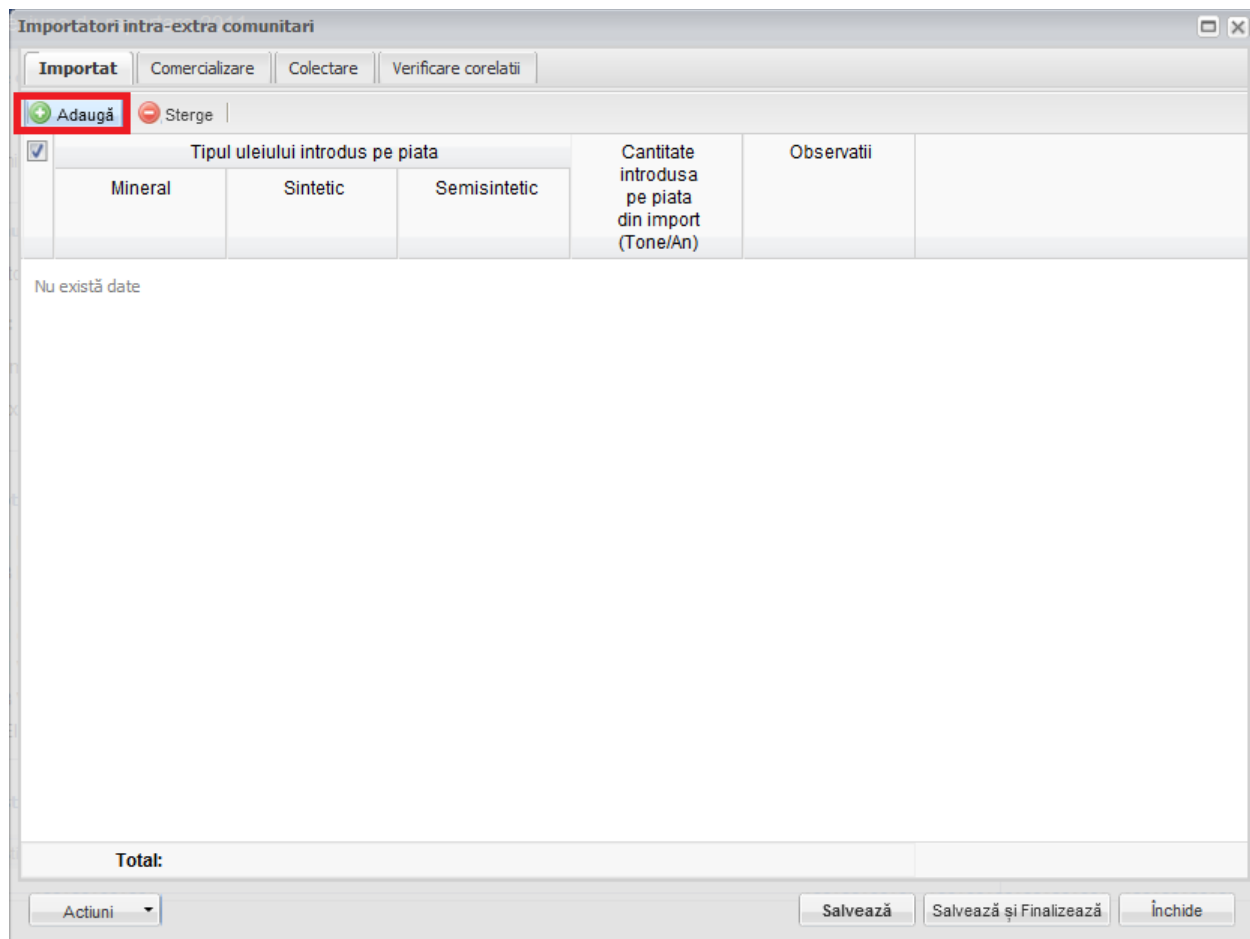 Importatori intra-extra comunitari
Importat Comercializare Colectare Verificare corelatii
Adaugă Sterge
Tipul uleiului introdus pe piata
Mineral Sintetic Semisintetic
Cantitate
introdusa
pe piata
din import
(Tone/An)
Observatii
Nu există date
Total:
Actiuni Salvează Salvează și Finalizează Închide